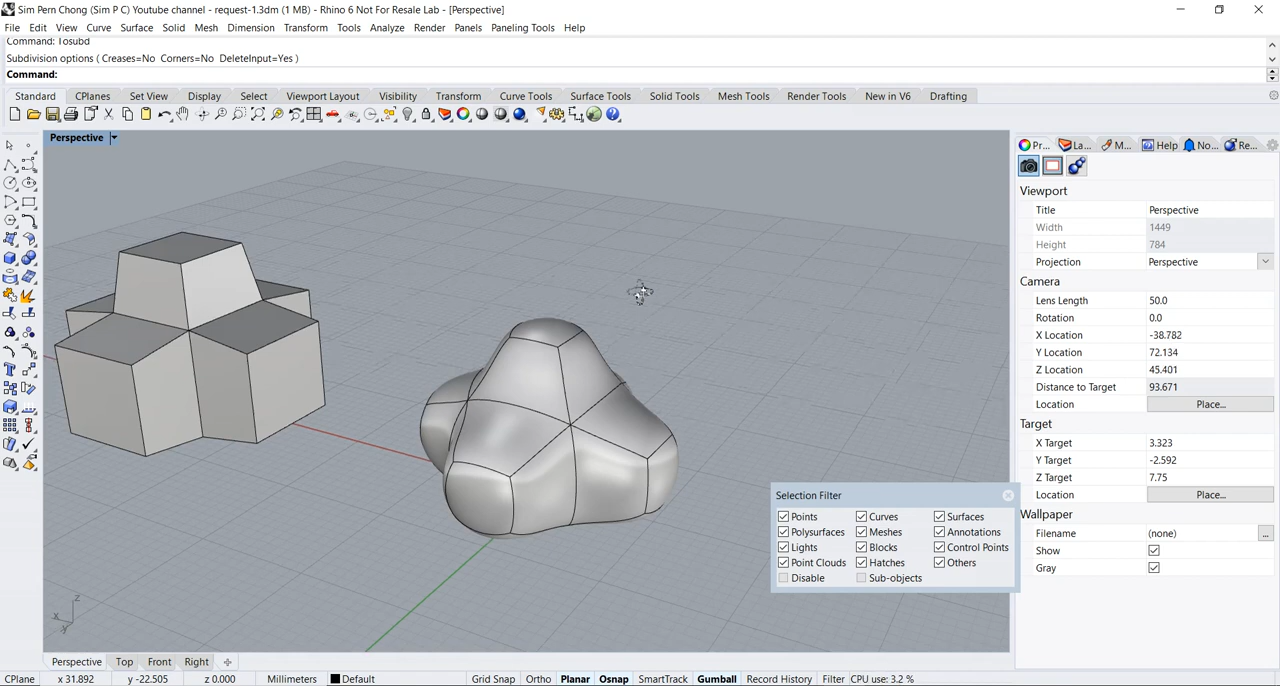 Sim Pern Chong (Sim P C) Youtube channel - request-1.3dm (1 MB) - Rhino 6 Not For Resale Lab - [Perspective]
File Edit View Curve Surface Solid Mesh Dimension Transform Tools Analyze Render Panels Paneling Tools Help
Command: Tosubd
Subdivision options ( Creases=No Corners=No DeleteInput=Yes )
Command:
Standard CPlanes Set View Display Select Viewport Layout Visibility Transform Curve Tools Surface Tools Solid Tools Mesh Tools Render Tools New in V6 Drafting
Perspective
Pr... La... M... Help No... Re...
Viewport
Title Perspective
Width 1449
Height 784
Projection Perspective
Camera
Lens Length 50.0
Rotation 0.0
X Location -38.782
Y Location 72.134
Z Location 45.401
Distance to Target 93.671
Location Place...
Target
X Target 3.323
Y Target -2.592
Z Target 7.75
Location Place...
Wallpaper
Filename (none) ...
Show
Gray
Selection Filter
Points Curves Surfaces
Polysurfaces Meshes Annotations
Lights Blocks Control Points
Point Clouds Hatches Others
Disable Sub-objects
z
x
y
Perspective Top Front Right
CPlane x 31.892 y -22.505 z 0.000 Millimeters Default Grid Snap Ortho Planar Osnap SmartTrack Gumball Record History Filter CPU use: 3.2 %